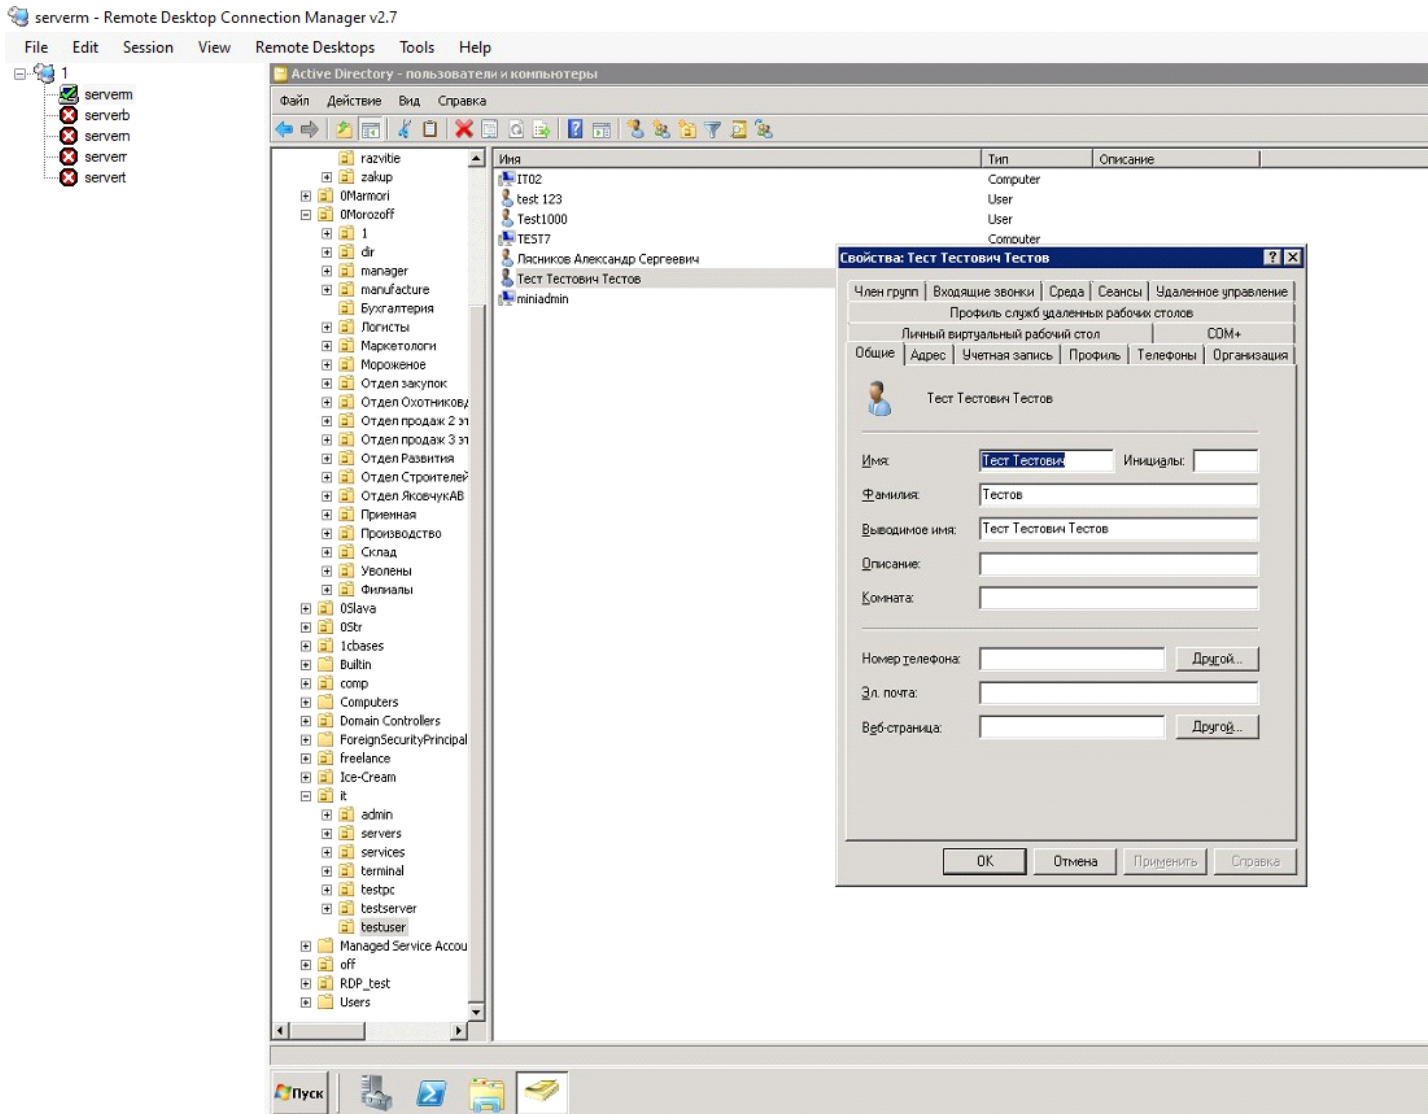 serverm - Remote Desktop Connection Manager v2.7
File Edit Session View Remote Desktops Tools Help
1
serverm
serverb
servern
serverr
servert
Active Directory - пользователи и компьютеры
Файл Действие Вид Справка
razvitie
zakup
0Marmori
0Morozoff
1
dir
manager
manufacture
Бухгалтерия
Логисты
Маркетологи
Мороженое
Отдел закупок
Отдел Охотников
Отдел продаж 2 эт
Отдел продаж 3 эт
Отдел Развития
Отдел Строителей
Отдел ЯковчукАВ
Приемная
Производство
Склад
Уволены
Филиалы
0Slava
0Str
1cbases
Builtin
comp
Computers
Domain Controllers
ForeignSecurityPrincipal
freelance
Ice-Cream
it
admin
servers
services
terminal
testpc
testserver
testuser
Managed Service Accou
off
RDP_test
Users
Имя Тип Описание
IT02 Computer
test 123 User
Test1000 User
TEST7 Computer
Лясников Александр Сергеевич
Тест Тестович Тестов
miniadmin
Свойства: Тест Тестович Тестов
Член групп Входящие звонки Среда Сеансы Удаленное управление
Профиль служб удаленных рабочих столов
Личный виртуальный рабочий стол COM+
Общие Адрес Учетная запись Профиль Телефоны Организация
Тест Тестович Тестов
Имя: Тест Тестович Инициалы:
Фамилия: Тестов
Выводимое имя: Тест Тестович Тестов
Описание:
Комната:
Номер телефона: Другой...
Эл. почта:
Веб-страница: Другой...
OK Отмена Применить Справка
Пуск